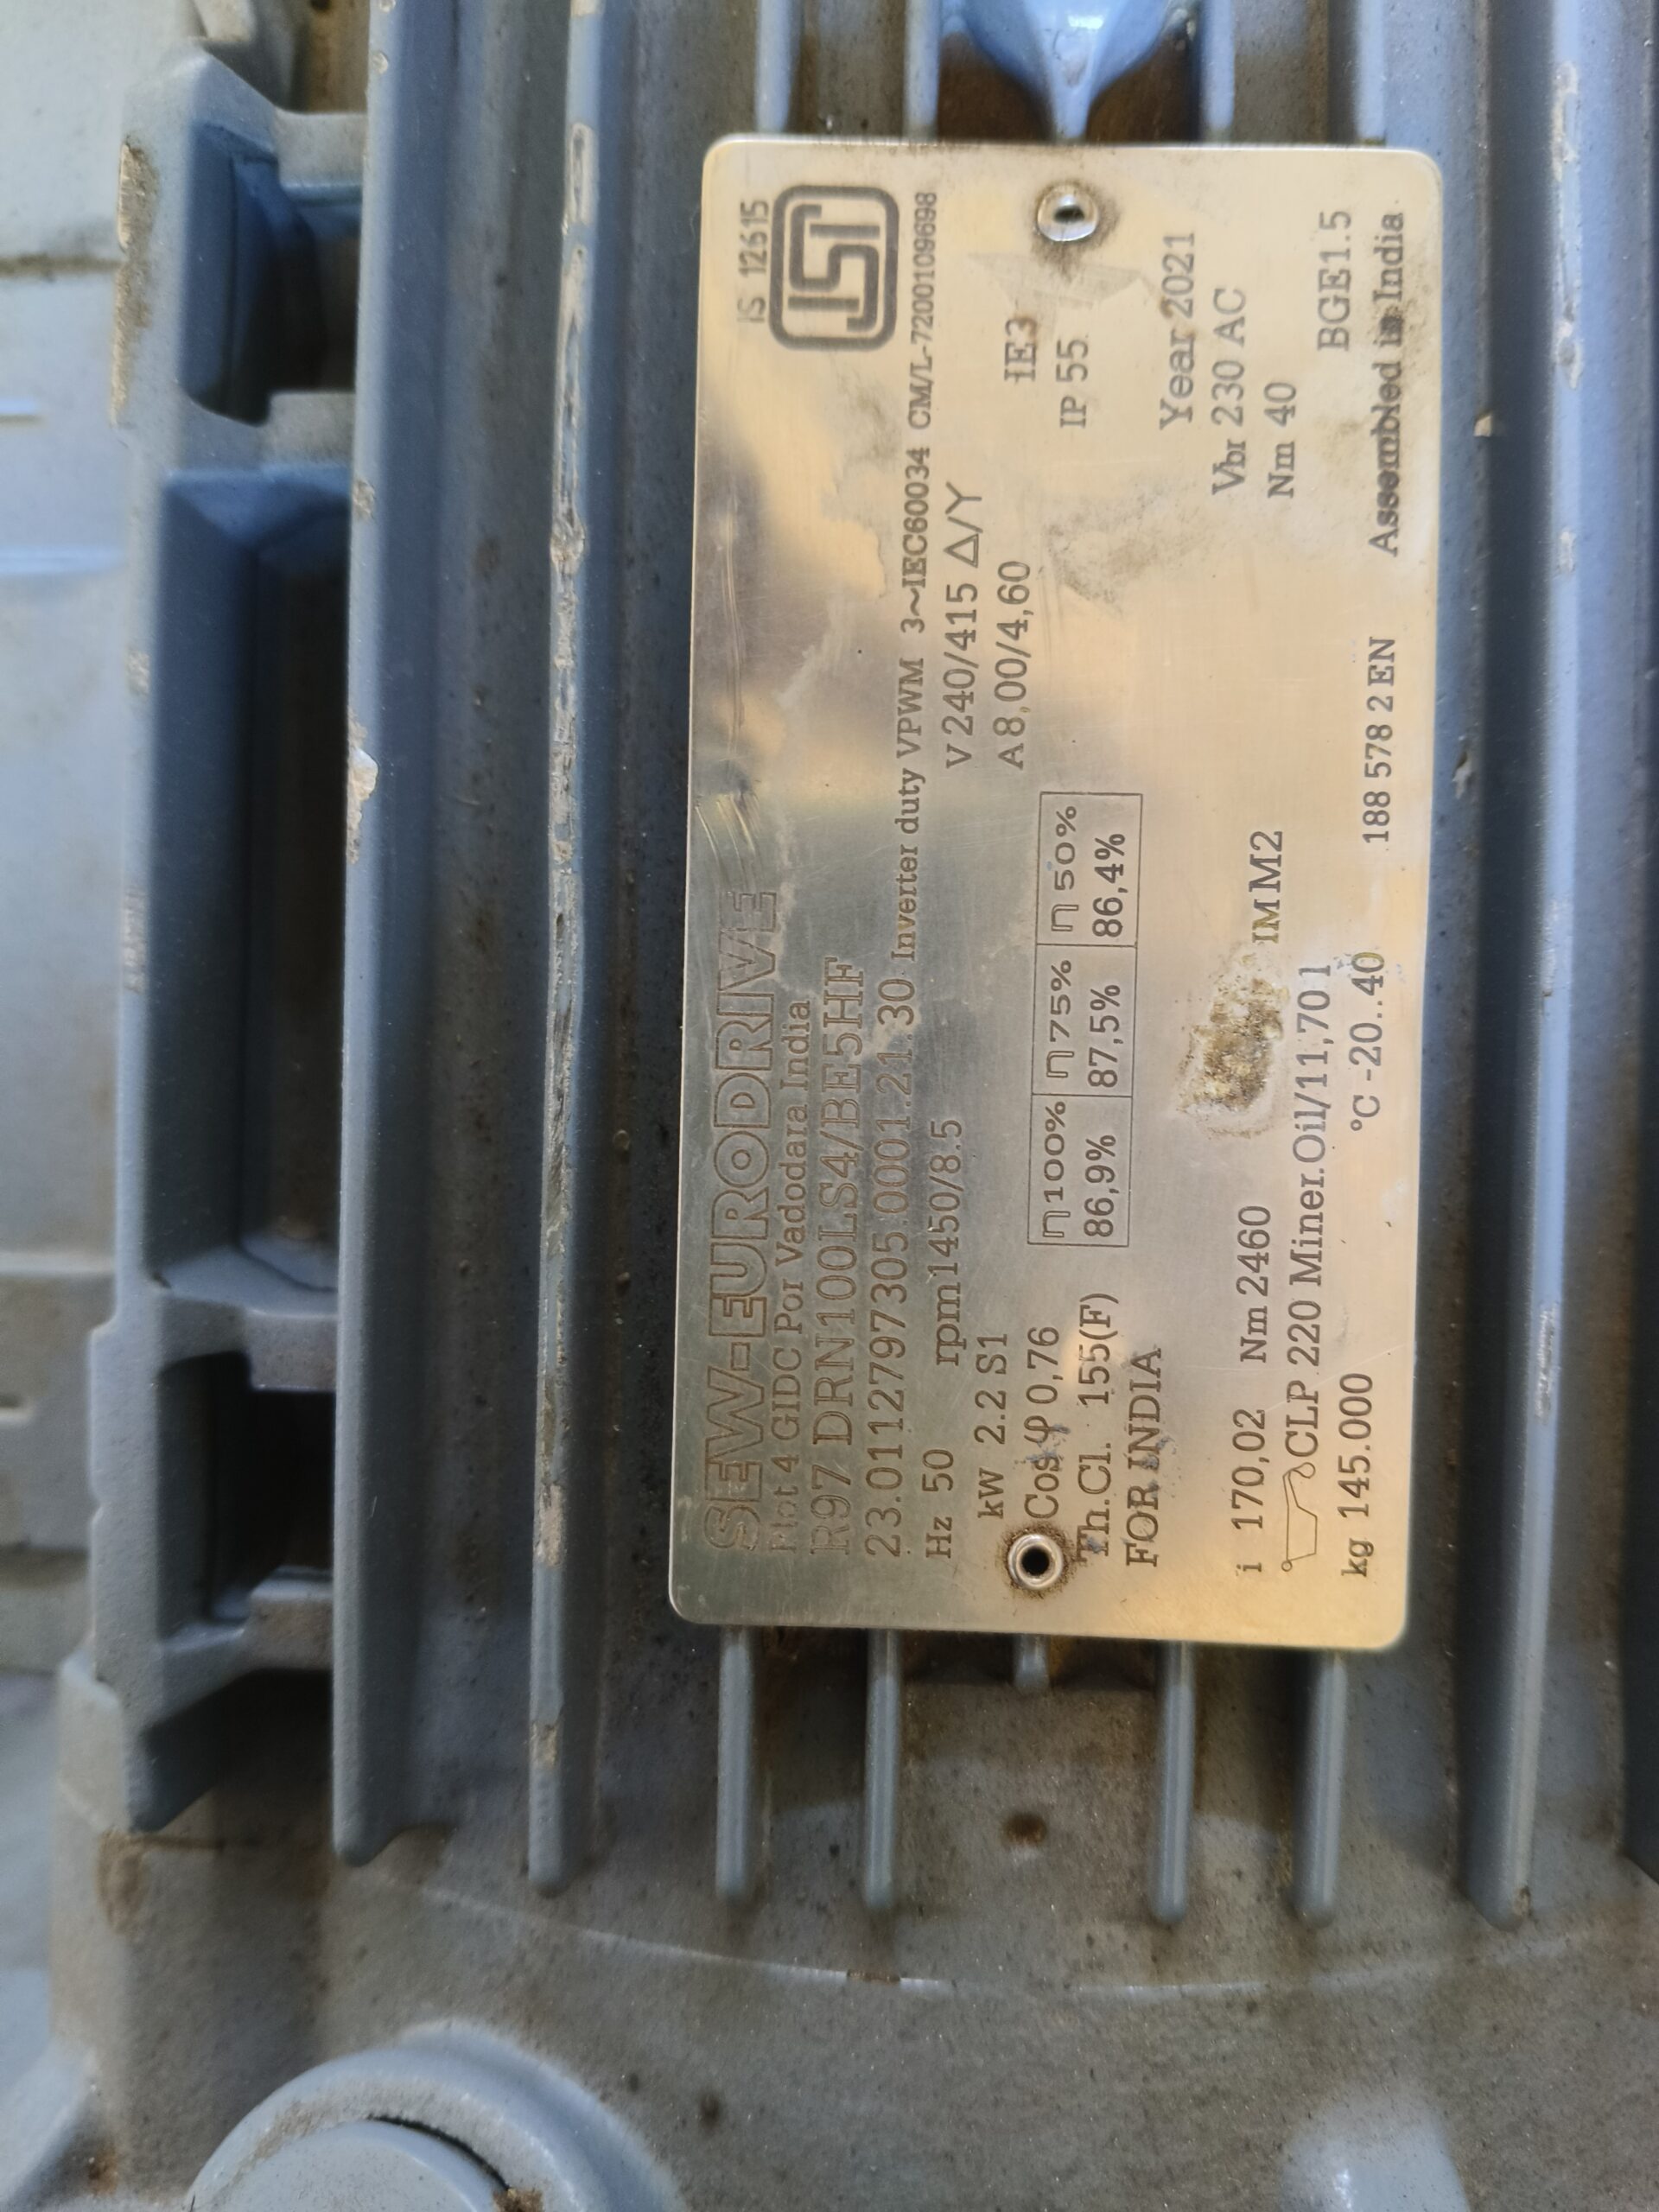 IS 12615
ISI
SEW-EURODRIVE
Plot 4 GIDC Por Vadodara India
R97 DRN100LS4/BE5HF
23.0112797305.0001.21.30 Inverter duty VPWM 3~IEC60034 CM/L-7200109698
Hz 50 rpm 1450/8.5 V 240/415 Δ/Y
kW 2.2 S1 A 8,00/4,60 IE3
Cos φ 0,76 η100% η75% η50% IP 55
Th.Cl. 155(F) 86,9% 87,5% 86,4%
FOR INDIA
Year 2021
Vbr 230 AC
i 170,02 Nm 2460 IM M2 Nm 40
CLP 220 Miner.Oil/11,70 l BGE1.5
kg 145.000 °C -20..40 188 578 2 EN Assembled in India